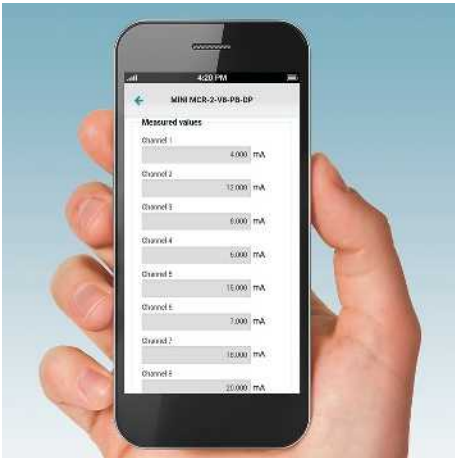 4:20 PM
MINI MCR-2-V8-PB-DP
Measured values
Channel 1
4.000 mA
Channel 2
12.000 mA
Channel 3
8.000 mA
Channel 4
6.000 mA
Channel 5
15.000 mA
Channel 6
7.000 mA
Channel 7
16.000 mA
Channel 8
20.000 mA